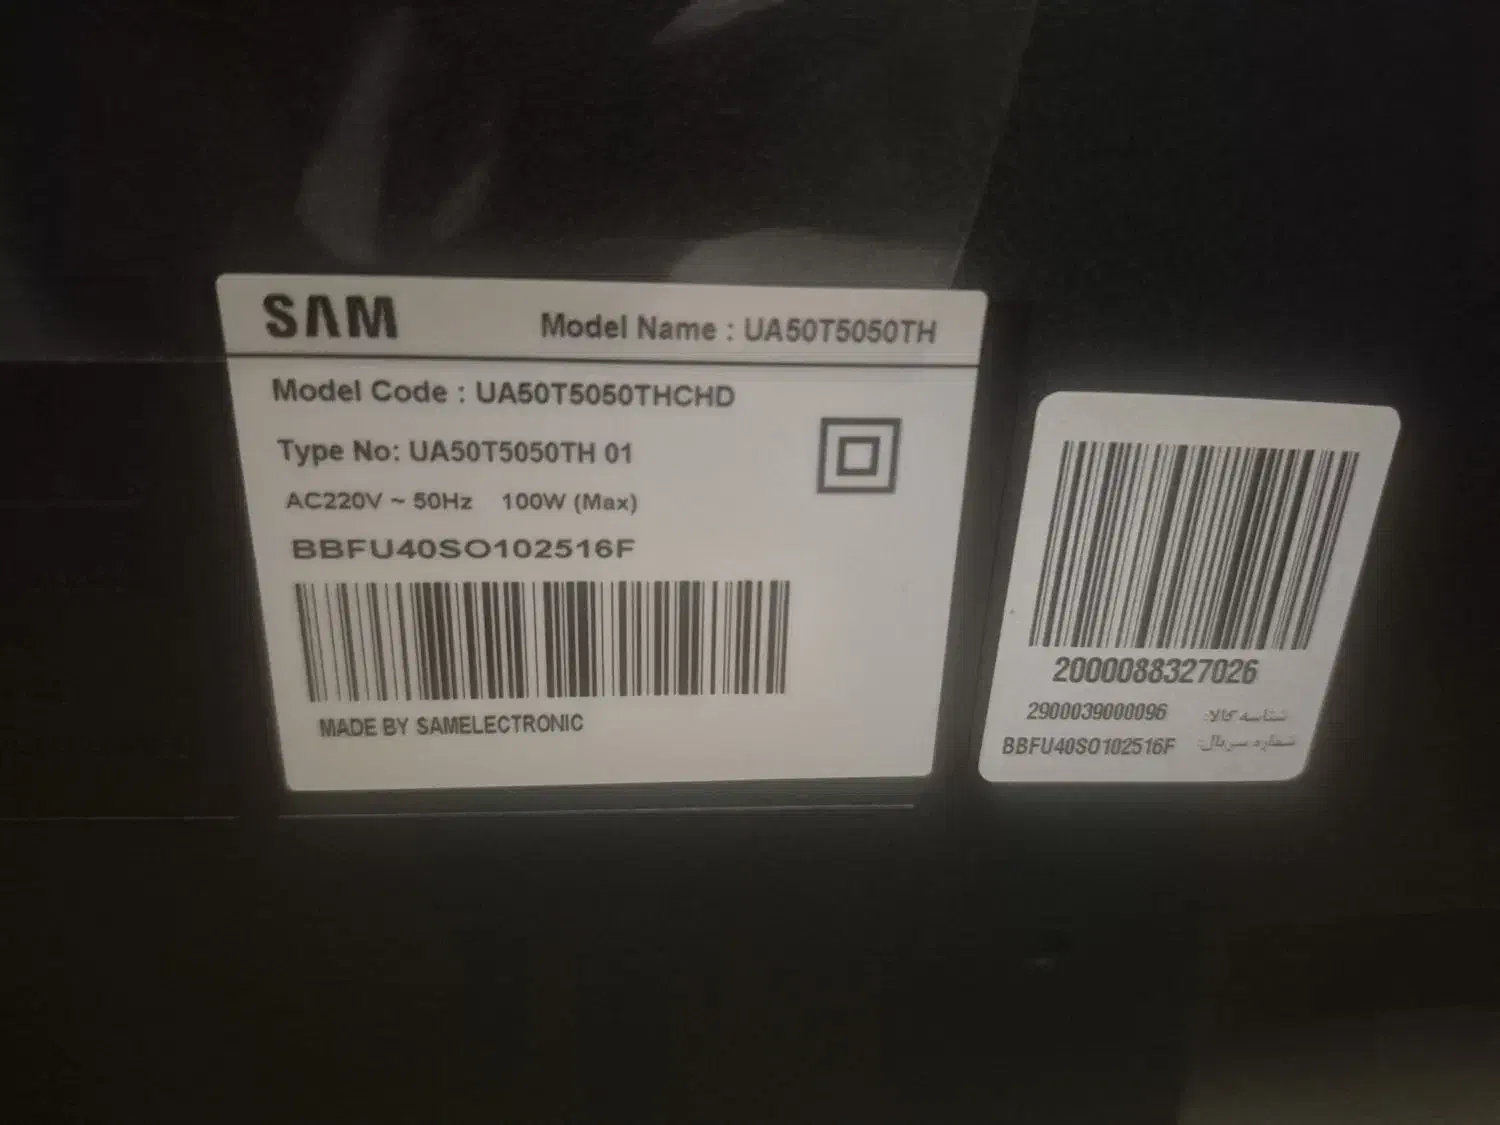 SAM
Model Name : UA50T5050TH
Model Code : UA50T5050THCHD
Type No: UA50T5050TH 01
AC220V ~ 50Hz 100W (Max)
BBFU40SO102516F
MADE BY SAMELECTRONIC
2000088327026
شناسه کالا: 2900039000096
شماره سریال: BBFU40SO102516F